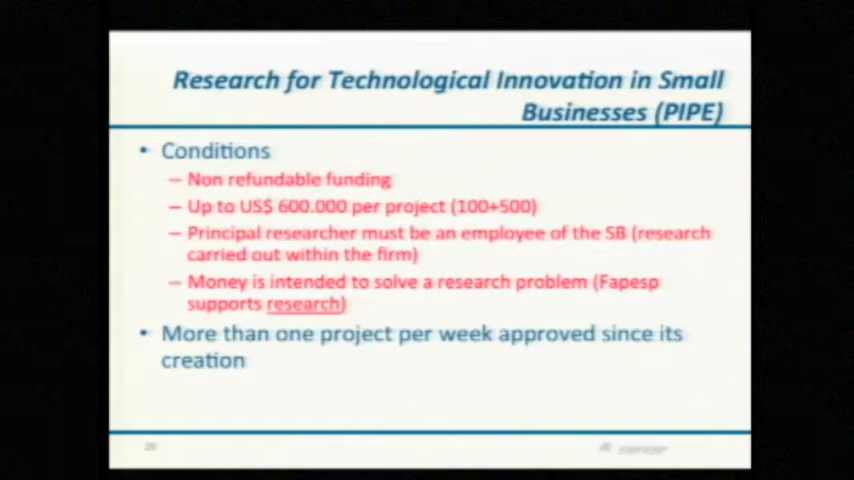 Research for Technological Innovation in Small
Businesses (PIPE)
• Conditions
– Non refundable funding
– Up to US$ 600.000 per project (100+500)
– Principal researcher must be an employee of the SB (research
carried out within the firm)
– Money is intended to solve a research problem (Fapesp
supports research)
• More than one project per week approved since its
creation